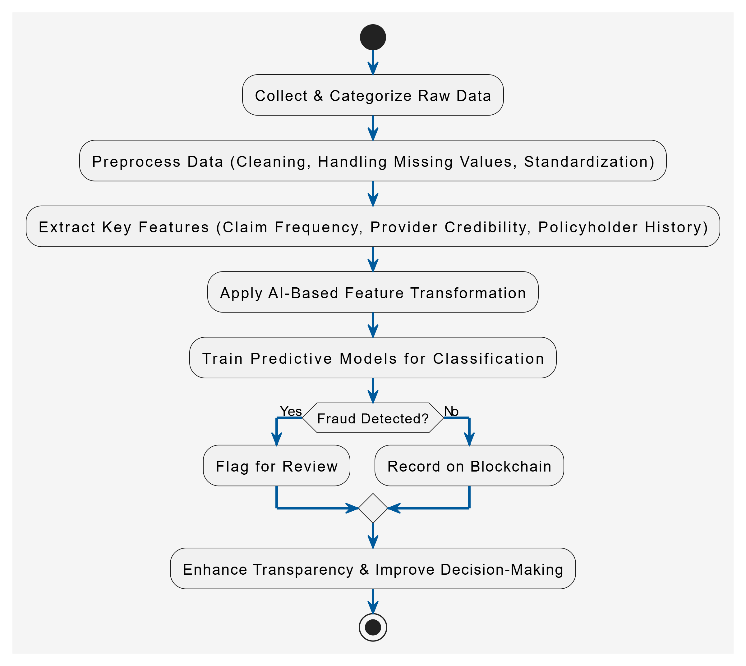 Collect & Categorize Raw Data
Preprocess Data (Cleaning, Handling Missing Values, Standardization)
Extract Key Features (Claim Frequency, Provider Credibility, Policyholder History)
Apply AI-Based Feature Transformation
Train Predictive Models for Classification
Yes
Fraud Detected?
No
Flag for Review
Record on Blockchain
Enhance Transparency & Improve Decision-Making